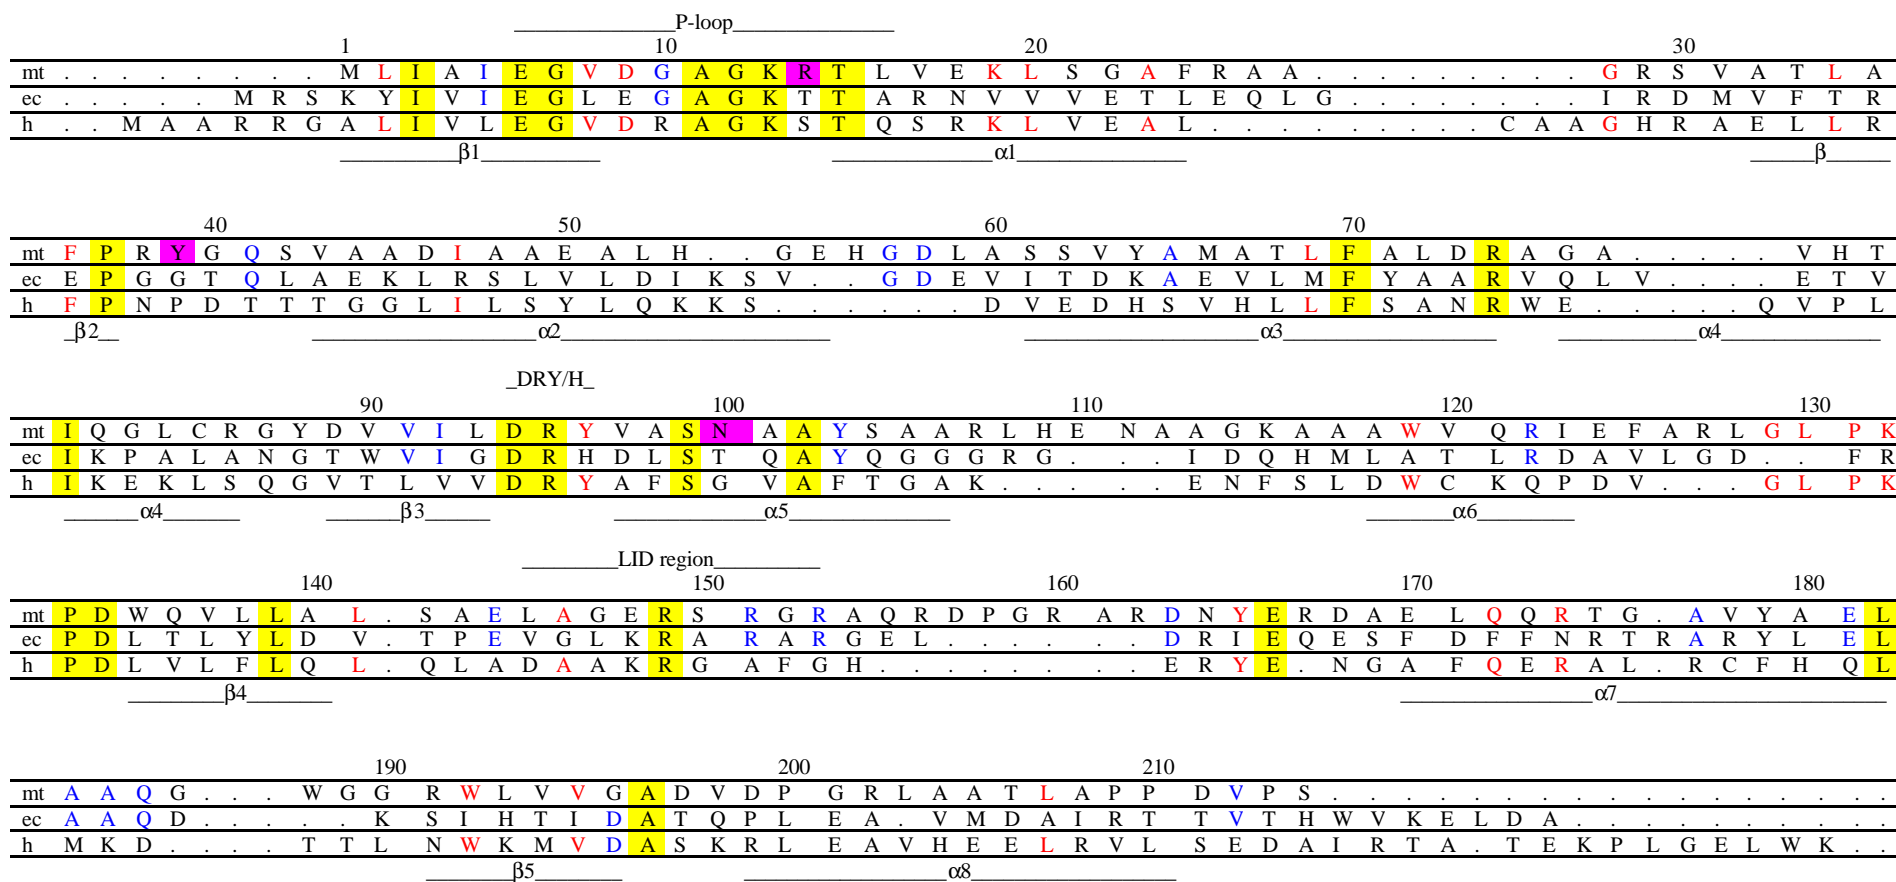 P-loop
1 10 20 30
mt . . . . . . . . M L I A I E G V D G A G K R T L V E K L S G A F R A A . . . . . . . . G R S V A T L A
ec . . . . . M R S K Y I V I E G L E G A G K T T A R N V V V E T L E Q L G . . . . . . . I R D M V F T R
h . . M A A R R G A L I V L E G V D R A G K S T Q S R K L V E A L . . . . . . . . C A A G H R A E L L R
β1 α1 β
40 50 60 70
mt F P R Y G Q S V A A D I A A E A L H . . G E H G D L A S S V Y A M A T L F A L D R A G A . . . . . V H T
ec E P G G T Q L A E K L R S L V L D I K S V . . G D E V I T D K A E V L M F Y A A R V Q L V . . . . E T V
h F P N P D T T T G G L I L S Y L Q K K S . . . . . . D V E D H S V H L L F S A N R W E . . . . . Q V P L
β2 α2 α3 α4
DRY/H
90 100 110 120 130
mt I Q G L C R G Y D V V I L D R Y V A S N A A Y S A A R L H E N A A G K A A A W V Q R I E F A R L G L P K
ec I K P A L A N G T W V I G D R H D L S T Q A Y Q G G G R G . . . I D Q H M L A T L R D A V L G D . . F R
h I K E K L S Q G V T L V V D R Y A F S G V A F T G A K . . . . . E N F S L D W C K Q P D V . . . G L P K
α4 β3 α5 α6
LID region
140 150 160 170 180
mt P D W Q V L L A L . S A E L A G E R S R G R A Q R D P G R A R D N Y E R D A E L Q Q R T G . A V Y A E L
ec P D L T L Y L D V . T P E V G L K R A R A R G E L . . . . . . D R I E Q E S F D F F N R T R A R Y L E L
h P D L V L F L Q L . Q L A D A A K R G A F G H . . . . . . . . E R Y E . N G A F Q E R A L . R C F H Q L
β4 α7
190 200 210
mt A A Q G . . . W G G R W L V V G A D V D P G R L A A T L A P P D V P S . . . . . . . . . . . . . . . .
ec A A Q D . . . . . K S I H T I D A T Q P L E A . V M D A I R T T V T H W V K E L D A . . . . . . . . .
h M K D . . . . T T L N W K M V D A S K R L E A V H E E L R V L S E D A I R T A . T E K P L G E L W K . .
β5 α8